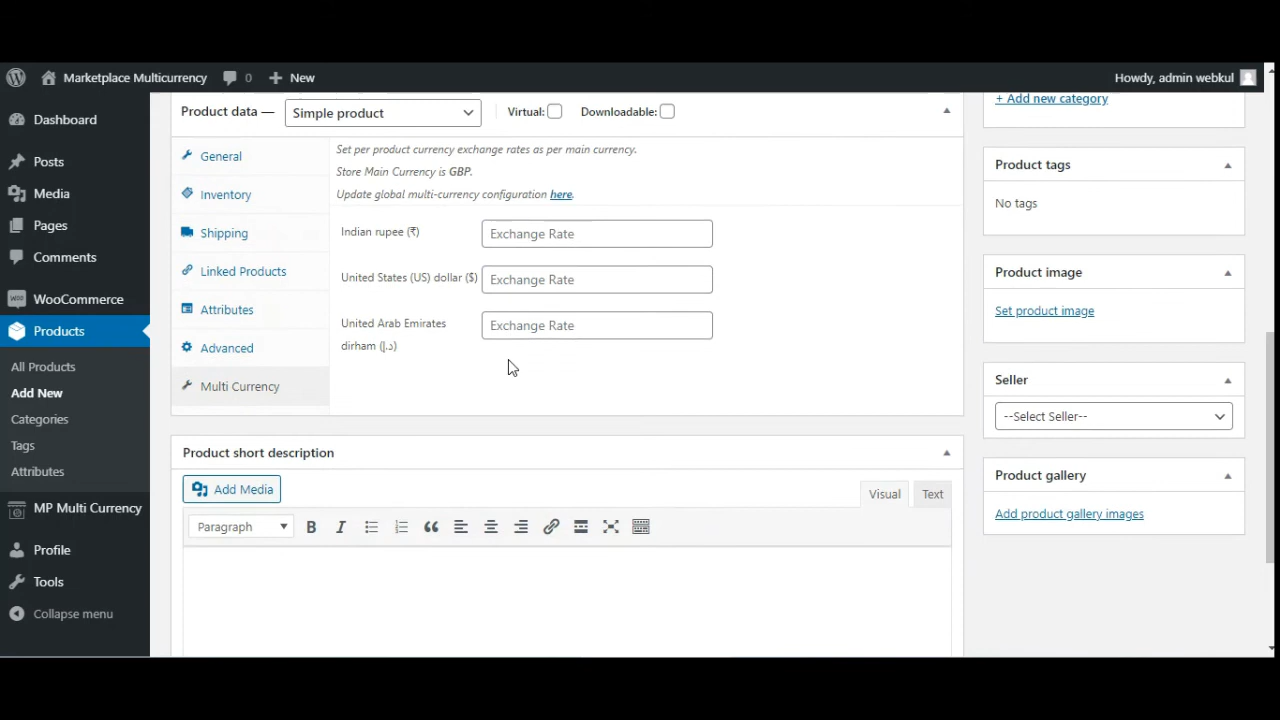 Marketplace Multicurrency
0
New
Howdy, admin webkul
Dashboard
Posts
Media
Pages
Comments
WooCommerce
Products
All Products
Add New
Categories
Tags
Attributes
MP Multi Currency
Profile
Tools
Collapse menu
Product data —
Simple product
Virtual:
Downloadable:
General
Inventory
Shipping
Linked Products
Attributes
Advanced
Multi Currency
Set per product currency exchange rates as per main currency.
Store Main Currency is GBP.
Update global multi-currency configuration here.
Indian rupee (₹)
Exchange Rate
United States (US) dollar ($)
Exchange Rate
United Arab Emirates
dirham (د.إ)
Exchange Rate
Product short description
Add Media
Visual
Text
Paragraph
+ Add new category
Product tags
No tags
Product image
Set product image
Seller
--Select Seller--
Product gallery
Add product gallery images